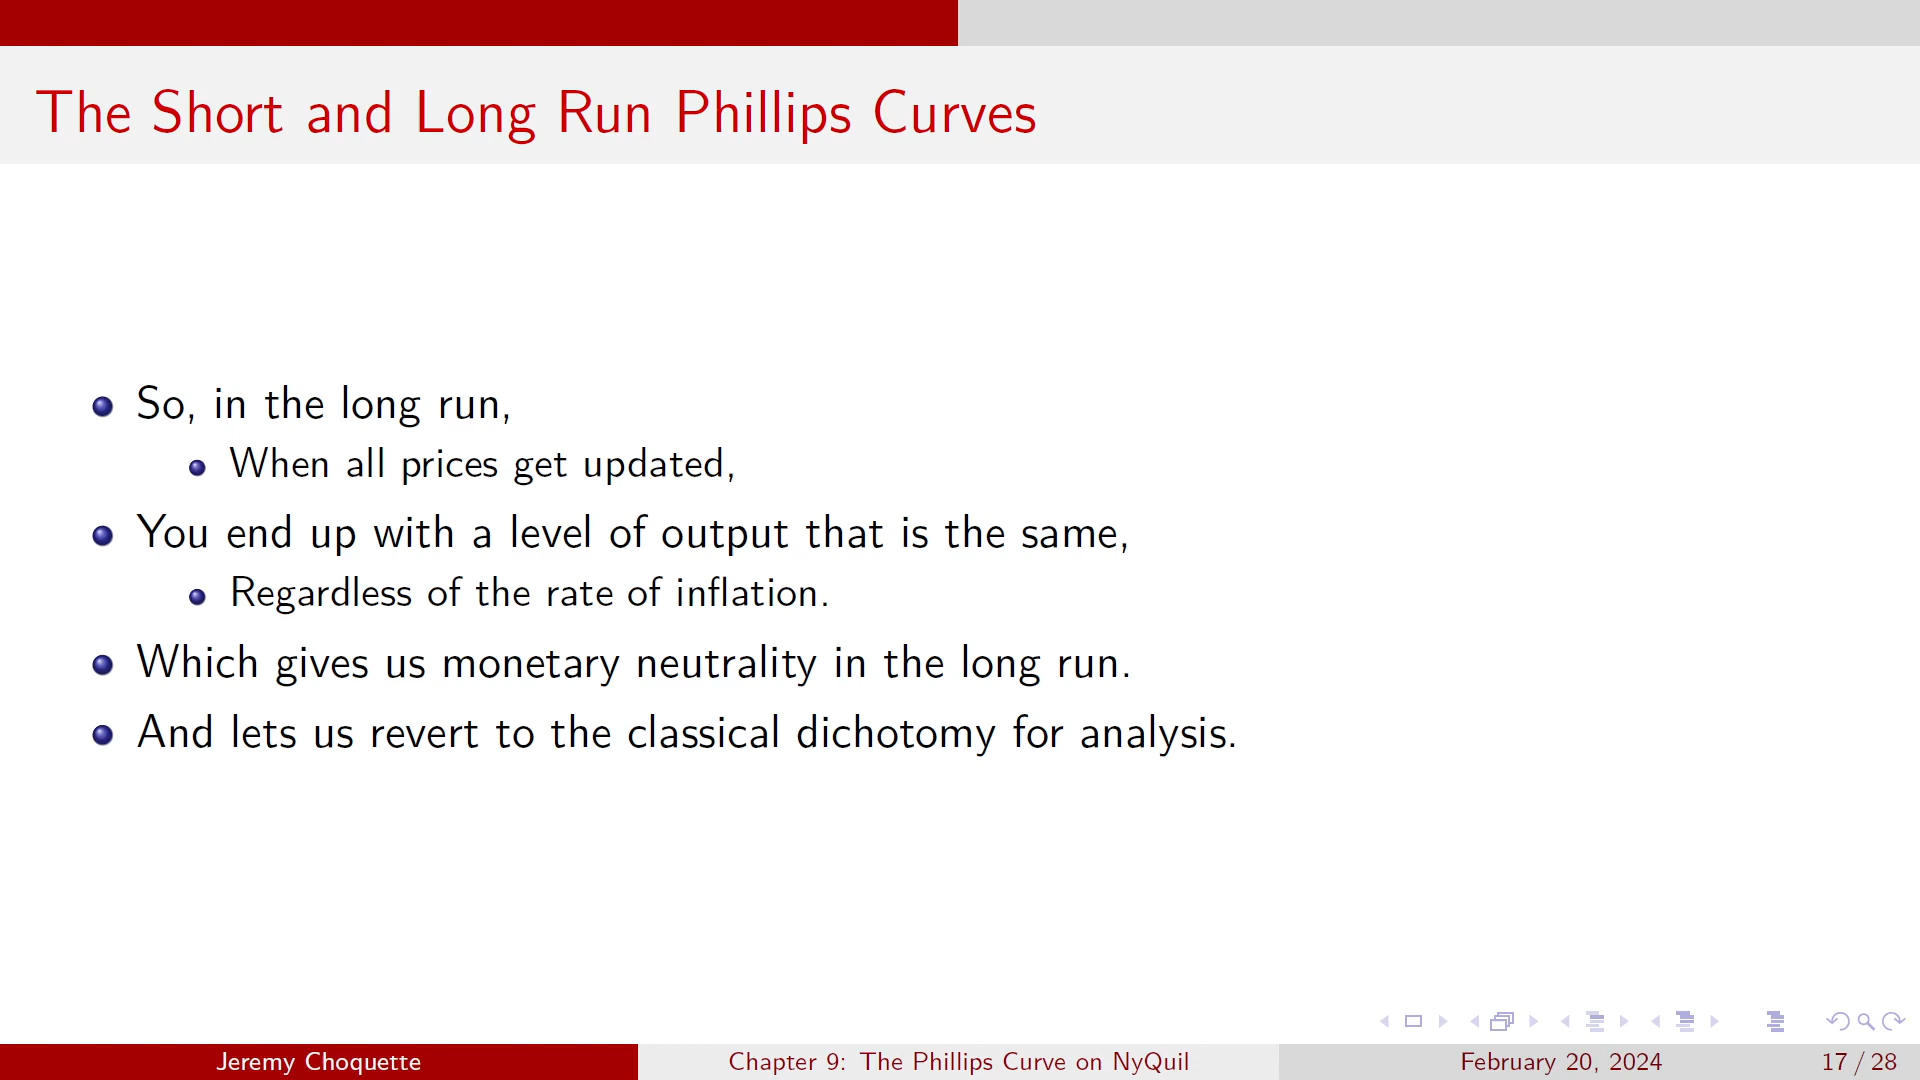 The Short and Long Run Phillips Curves
So, in the long run,
When all prices get updated,
You end up with a level of output that is the same,
Regardless of the rate of inflation.
Which gives us monetary neutrality in the long run.
And lets us revert to the classical dichotomy for analysis.
Jeremy Choquette
Chapter 9: The Phillips Curve on NyQuil
February 20, 2024
17 / 28